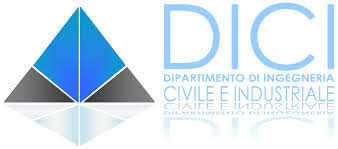 DICI
DIPARTIMENTO DI INGEGNERIA
CIVILE E INDUSTRIALE